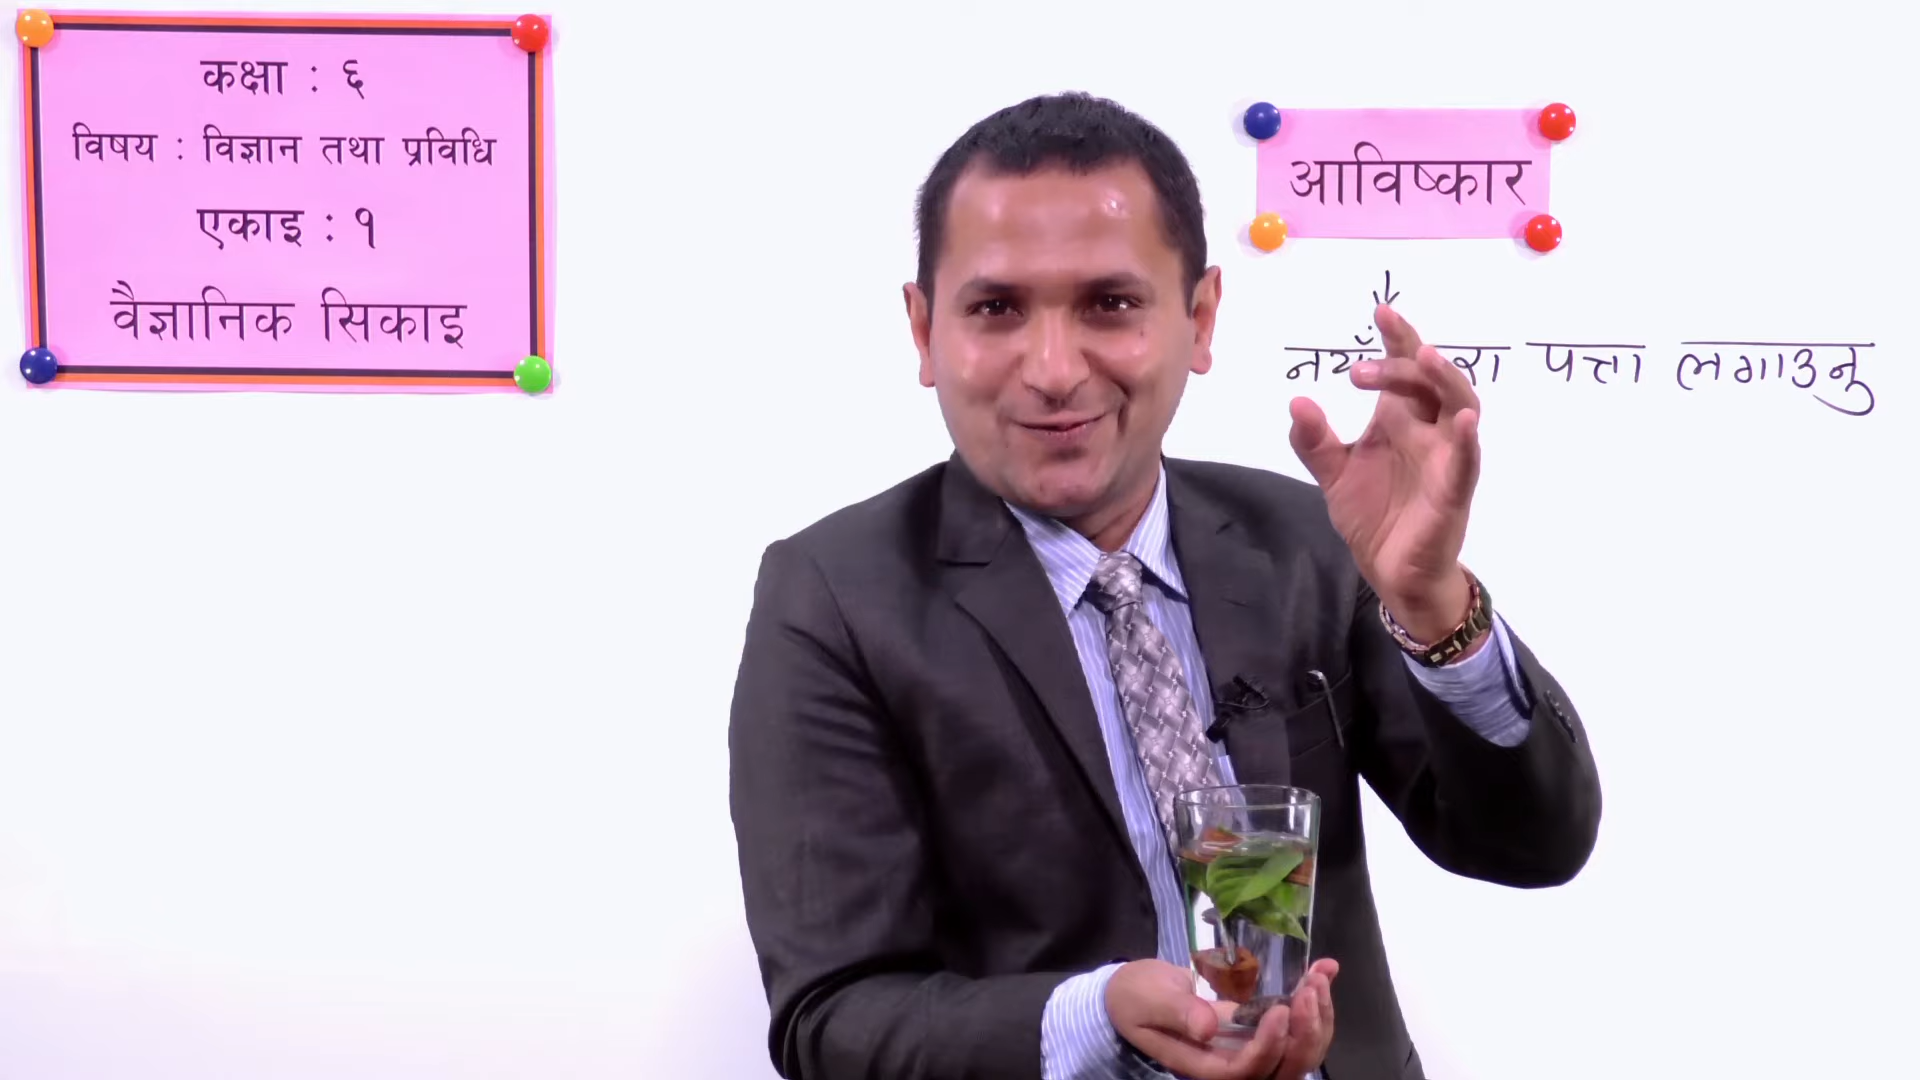 कक्षा : ६
विषय : विज्ञान तथा प्रविधि
एकाइ : १
वैज्ञानिक सिकाइ
आविष्कार
नयाँ पत्ता लगाउनु